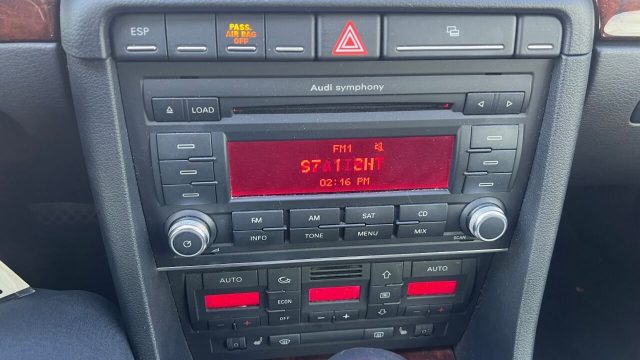 ESP
PASS.
AIR BAG
OFF
Audi symphony
LOAD
FM1
02:16 PM
FM AM SAT CD
INFO TONE MENU MIX
SCAN
AUTO AUTO
ECON
OFF